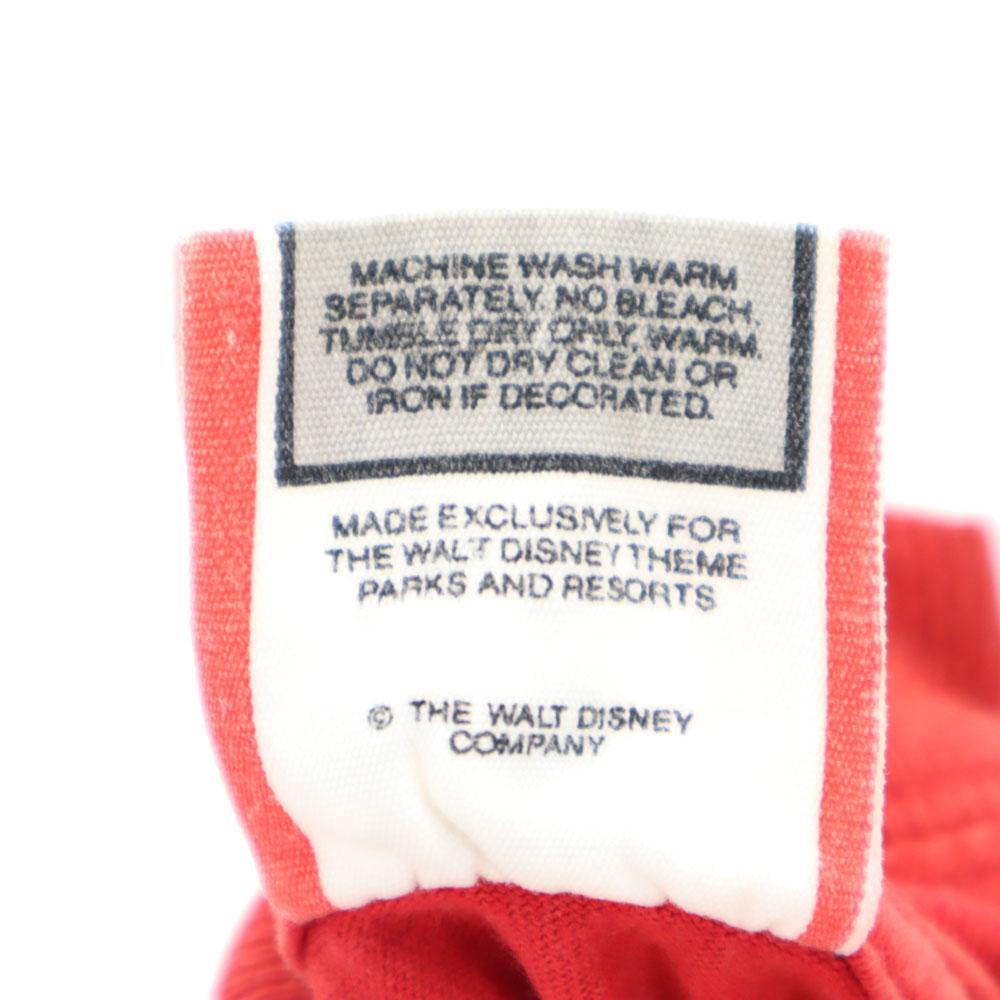 MACHINE WASH WARM
SEPARATELY. NO BLEACH.
TUMBLE DRY ONLY, WARM.
DO NOT DRY CLEAN OR
IRON IF DECORATED.
MADE EXCLUSIVELY FOR
THE WALT DISNEY THEME
PARKS AND RESORTS
© THE WALT DISNEY
COMPANY